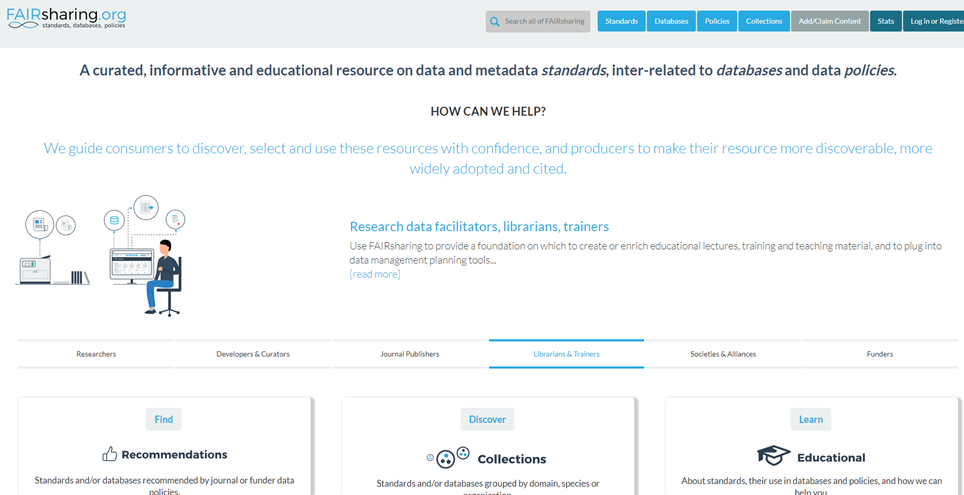 FAIRsharing.org
standards, databases, policies
Search all of FAIRsharing
Standards
Databases
Policies
Collections
Add/Claim Content
Stats
Log in or Registe
A curated, informative and educational resource on data and metadata standards, inter-related to databases and data policies.
HOW CAN WE HELP?
We guide consumers to discover, select and use these resources with confidence, and producers to make their resource more discoverable, more
widely adopted and cited.
Research data facilitators, librarians, trainers
Use FAIRsharing to provide a foundation on which to create or enrich educational lectures, training and teaching material, and to plug into
data management planning tools...
[read more]
Researchers
Developers & Curators
Journal Publishers
Librarians & Trainers
Societies & Alliances
Funders
Find
Recommendations
Standards and/or databases recommended by journal or funder data
policies.
Discover
Collections
Standards and/or databases grouped by domain, species or
organization.
Learn
Educational
About standards, their use in databases and policies, and how we can
help you.